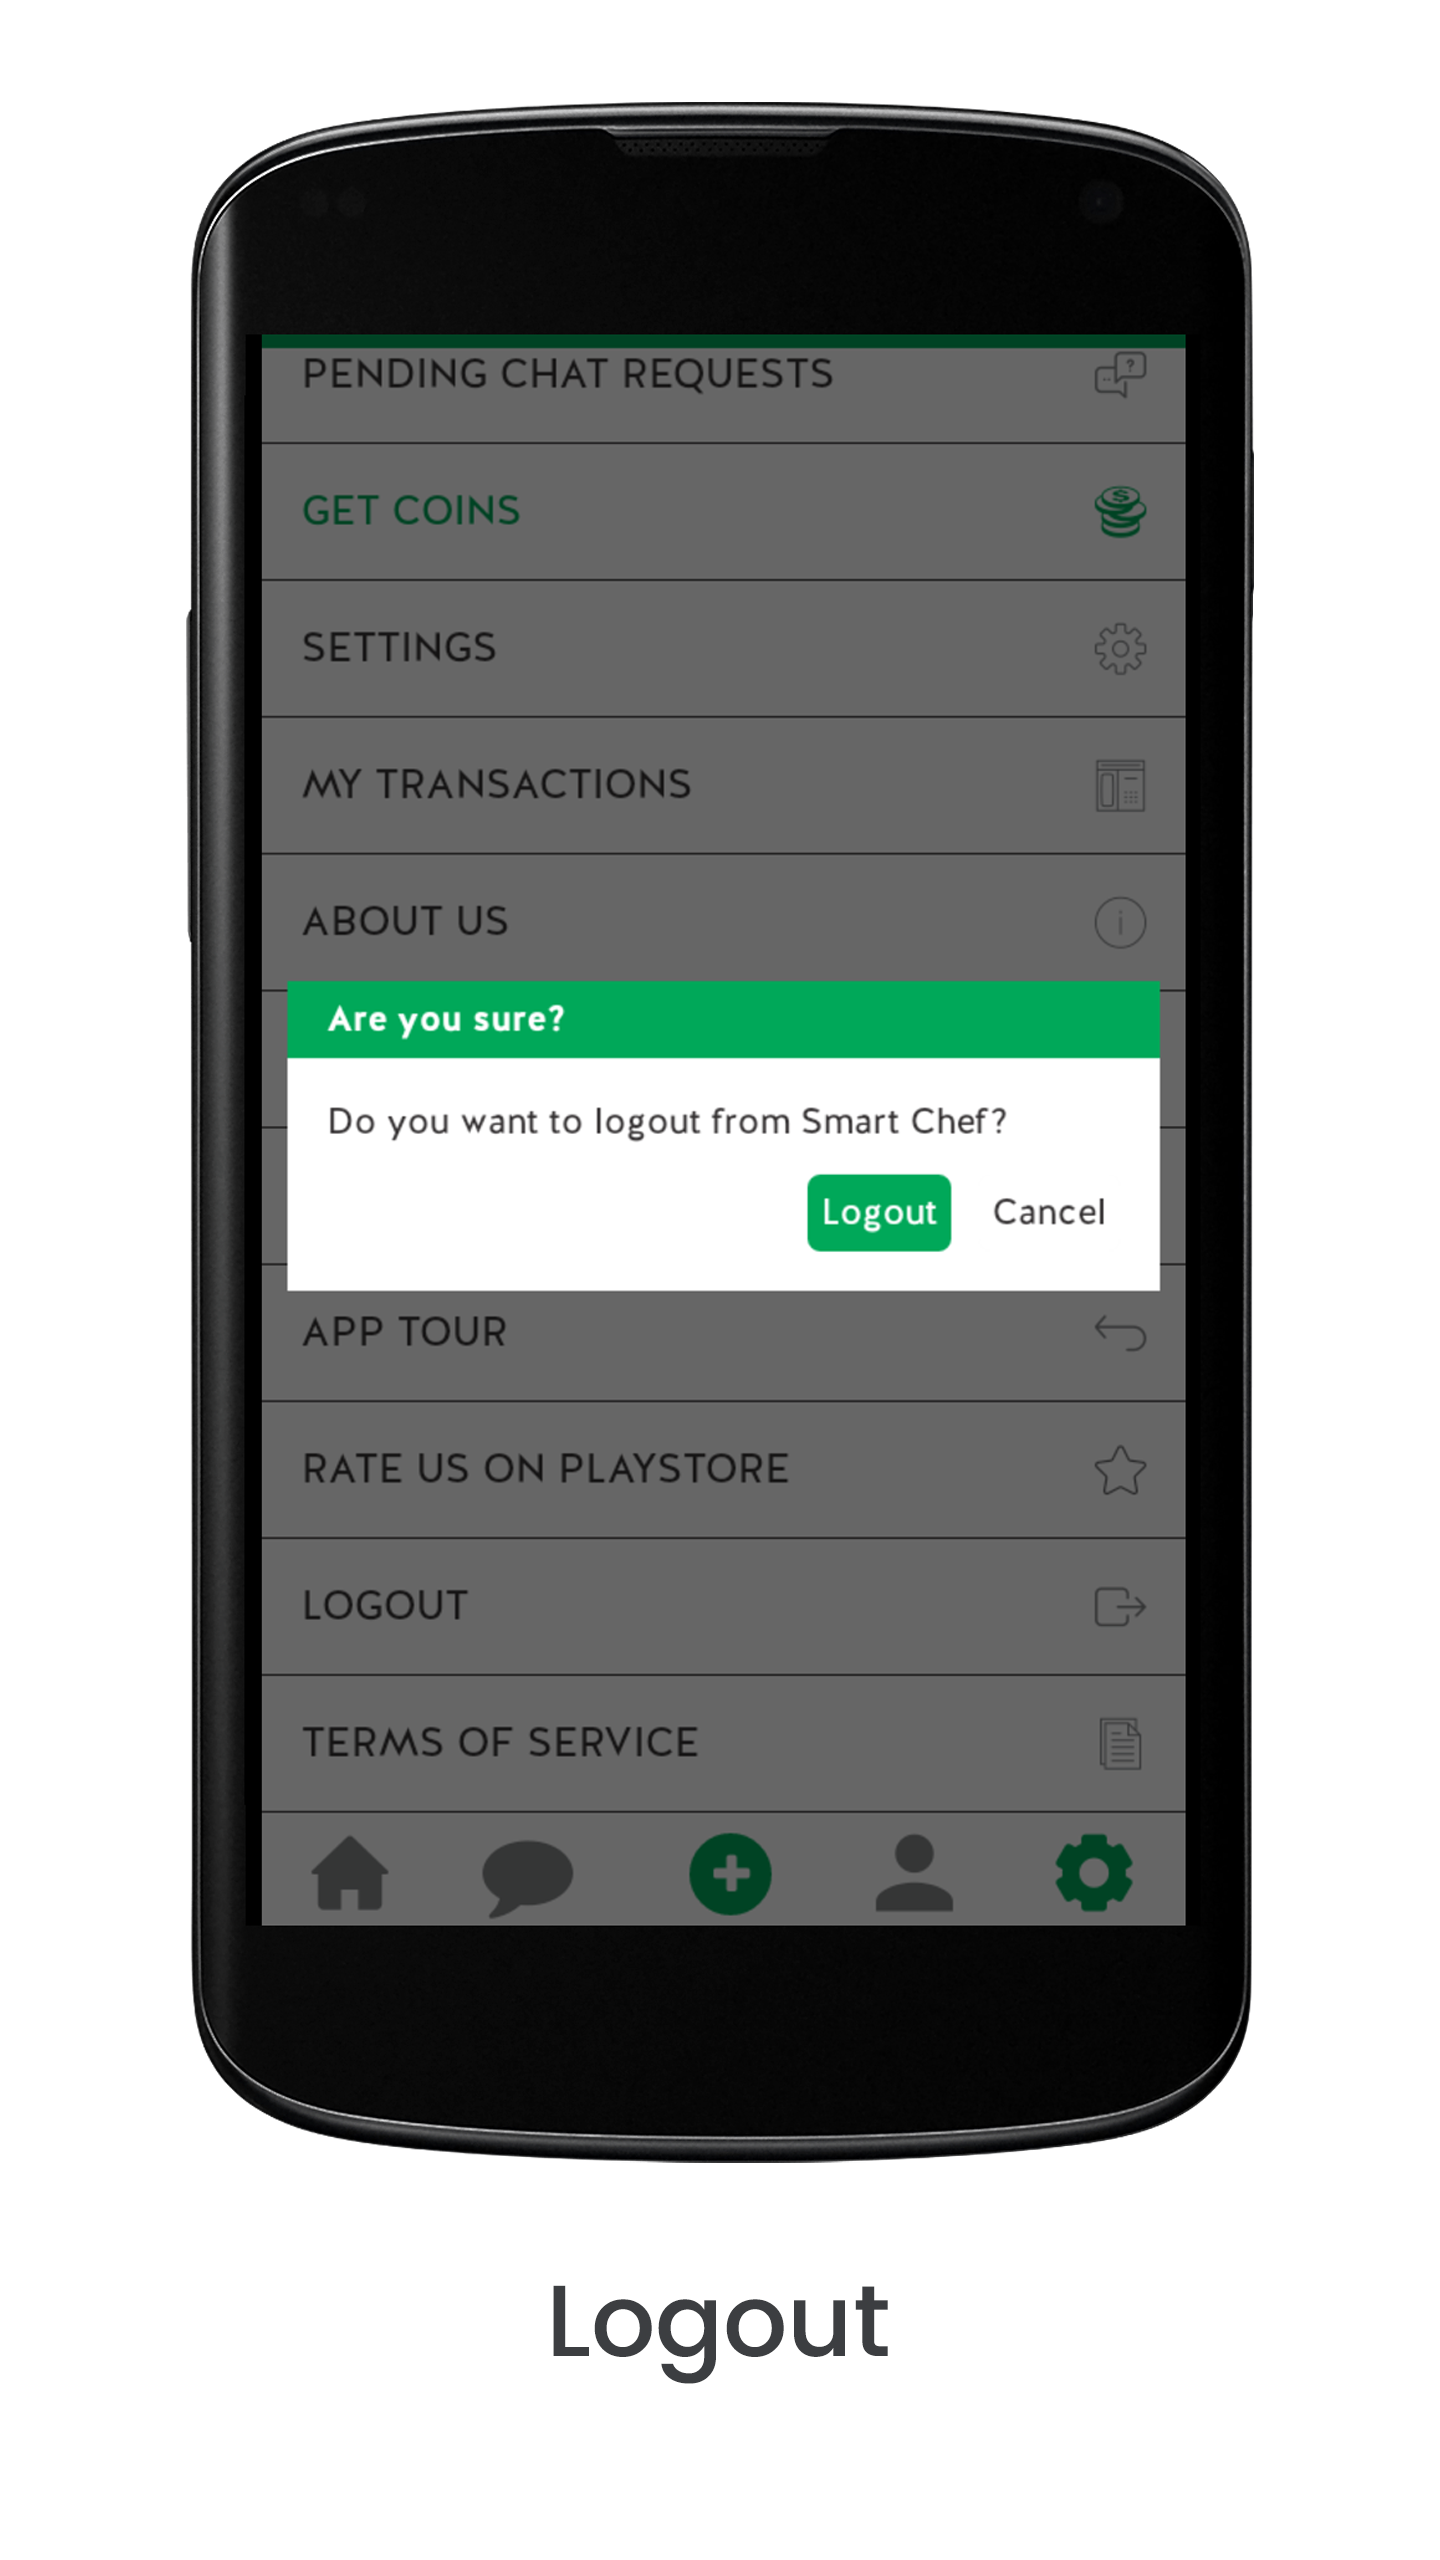 PENDING CHAT REQUESTS
GET COINS
SETTINGS
MY TRANSACTIONS
ABOUT US
Are you sure?
Do you want to logout from Smart Chef?
Logout Cancel
APP TOUR
RATE US ON PLAYSTORE
LOGOUT
TERMS OF SERVICE
Logout